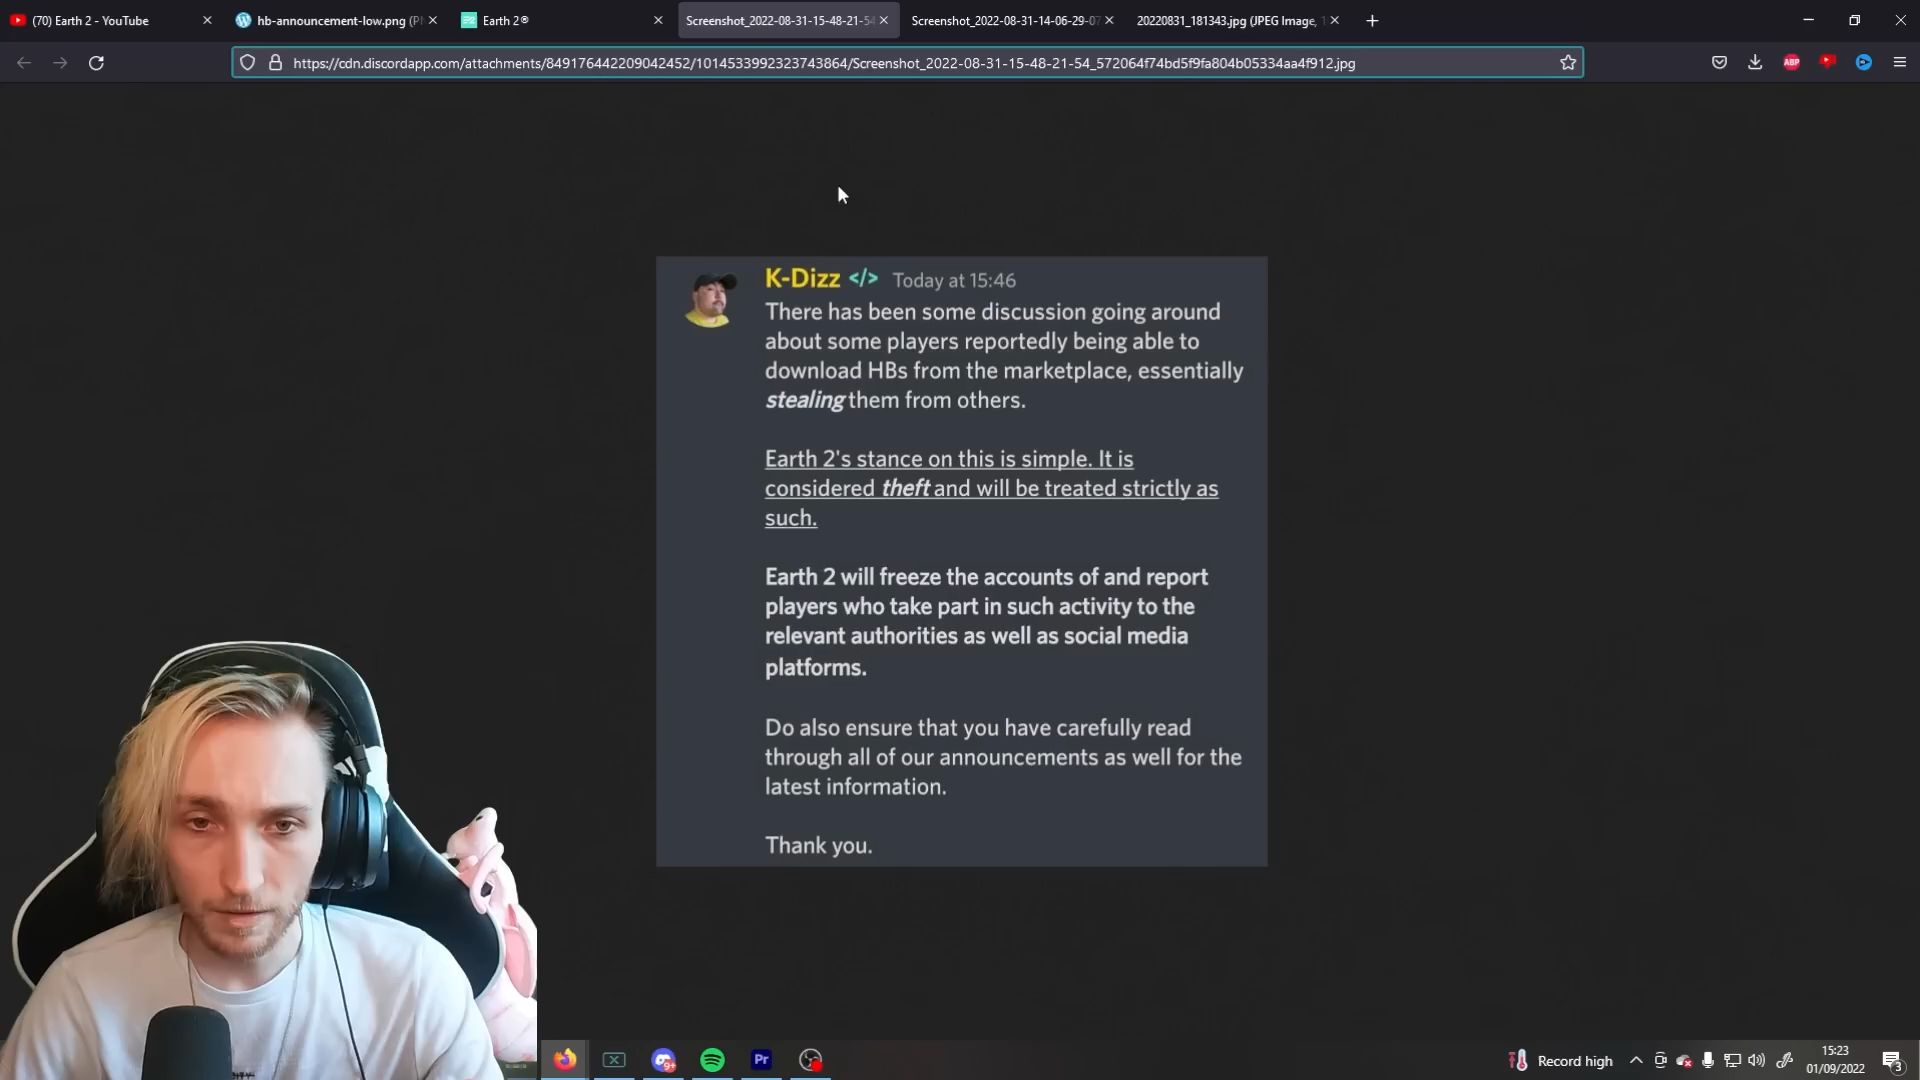 (70) Earth 2 - YouTube
hb-announcement-low.png (P
Earth 2®
Screenshot_2022-08-31-15-48-21-54
Screenshot_2022-08-31-14-06-29-07
20220831_181343.jpg (JPEG Image, 1
https://cdn.discordapp.com/attachments/849176442209042452/1014533992323743864/Screenshot_2022-08-31-15-48-21-54_572064f74bd5f9fa804b05334aa4f912.jpg
ABP
K-Dizz </> Today at 15:46
There has been some discussion going around
about some players reportedly being able to
download HBs from the marketplace, essentially
stealing them from others.
Earth 2's stance on this is simple. It is
considered theft and will be treated strictly as
such.
Earth 2 will freeze the accounts of and report
players who take part in such activity to the
relevant authorities as well as social media
platforms.
Do also ensure that you have carefully read
through all of our announcements as well for the
latest information.
Thank you.
9+
Pr
Record high
15:23
01/09/2022
3